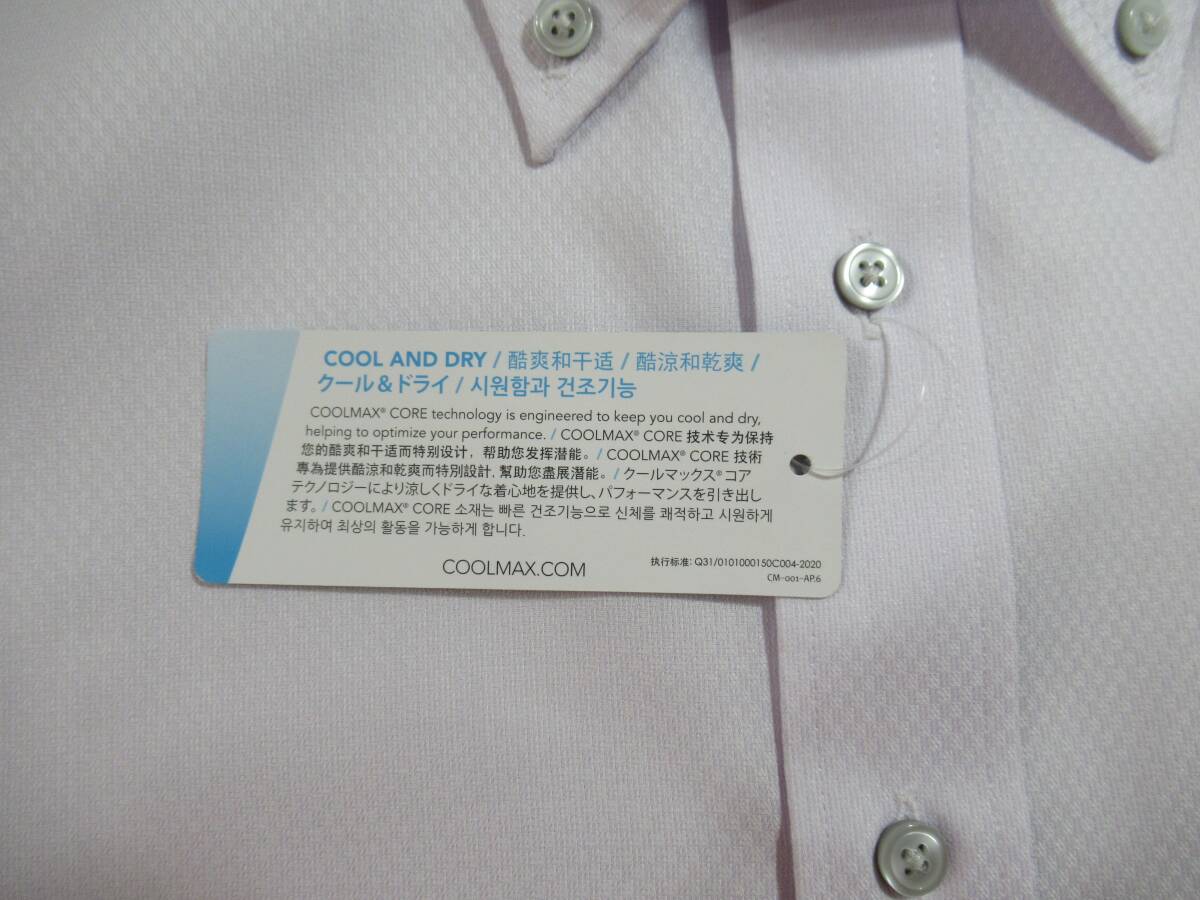 COOL AND DRY / 酷爽和干适 / 酷涼和乾爽 /
クール&ドライ / 시원함과 건조기능
COOLMAX® CORE technology is engineered to keep you cool and dry,
helping to optimize your performance. / COOLMAX® CORE 技术专为保持
您的酷爽和干适而特别设计，帮助您发挥潜能。 / COOLMAX® CORE 技術
專為提供酷涼和乾爽而特別設計，幫助您盡展潛能。 / クールマックス® コア
テクノロジーにより涼しくドライな着心地を提供し、パフォーマンスを引き出し
ます。 / COOLMAX® CORE 소재는 빠른 건조기능으로 신체를 쾌적하고 시원하게
유지하여 최상의 활동을 가능하게 합니다.
COOLMAX.COM
执行标准: Q31/0101000150C004-2020
CM-001-AP.6